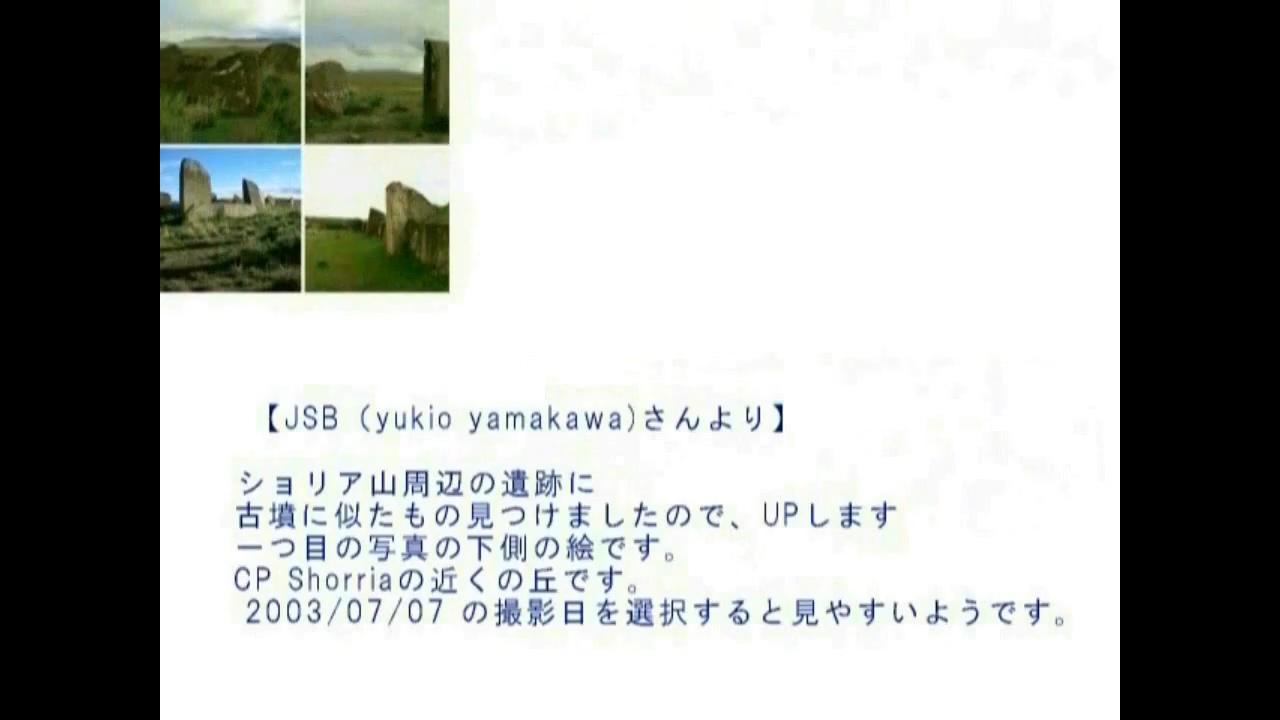 【JSB (yukio yamakawa)さんより】
ショリア山周辺の遺跡に
古墳に似たもの見つけましたので、UPします
一つ目の写真の下側の絵です。
CP Shorriaの近くの丘です。
2003/07/07 の撮影日を選択すると見やすいようです。